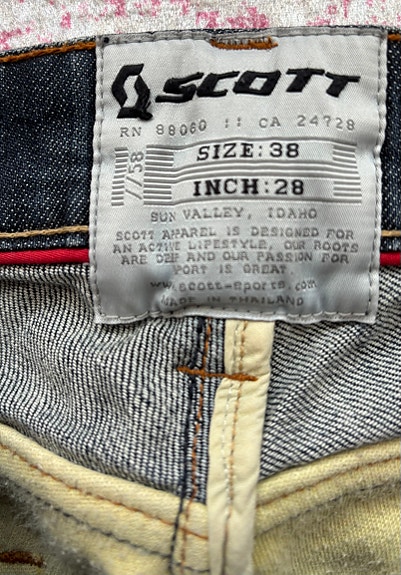 SCOTT
RN 88060 :: CA 24728
//58
SIZE:38
INCH:28
SUN VALLEY, IDAHO
SCOTT APPAREL IS DESIGNED FOR
AN ACTIVE LIFESTYLE, OUR ROOTS
ARE DEEP AND OUR PASSION FOR
PORT IS GREAT.
www.scott-sports.com
MADE IN THAILAND